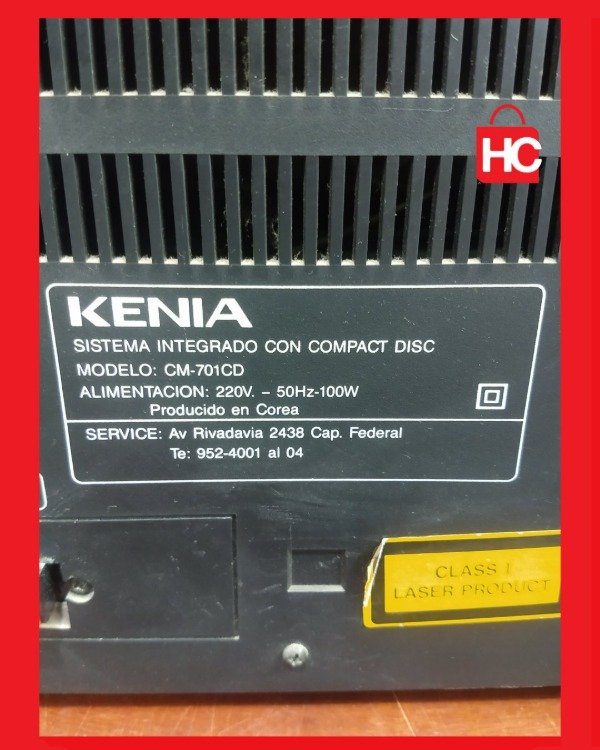 HC
KENIA
SISTEMA INTEGRADO CON COMPACT DISC
MODELO: CM-701CD
ALIMENTACION: 220V. - 50Hz-100W
Producido en Corea
SERVICE: Av Rivadavia 2438 Cap. Federal
Te: 952-4001 al 04
CLASS 1
LASER PRODUCT